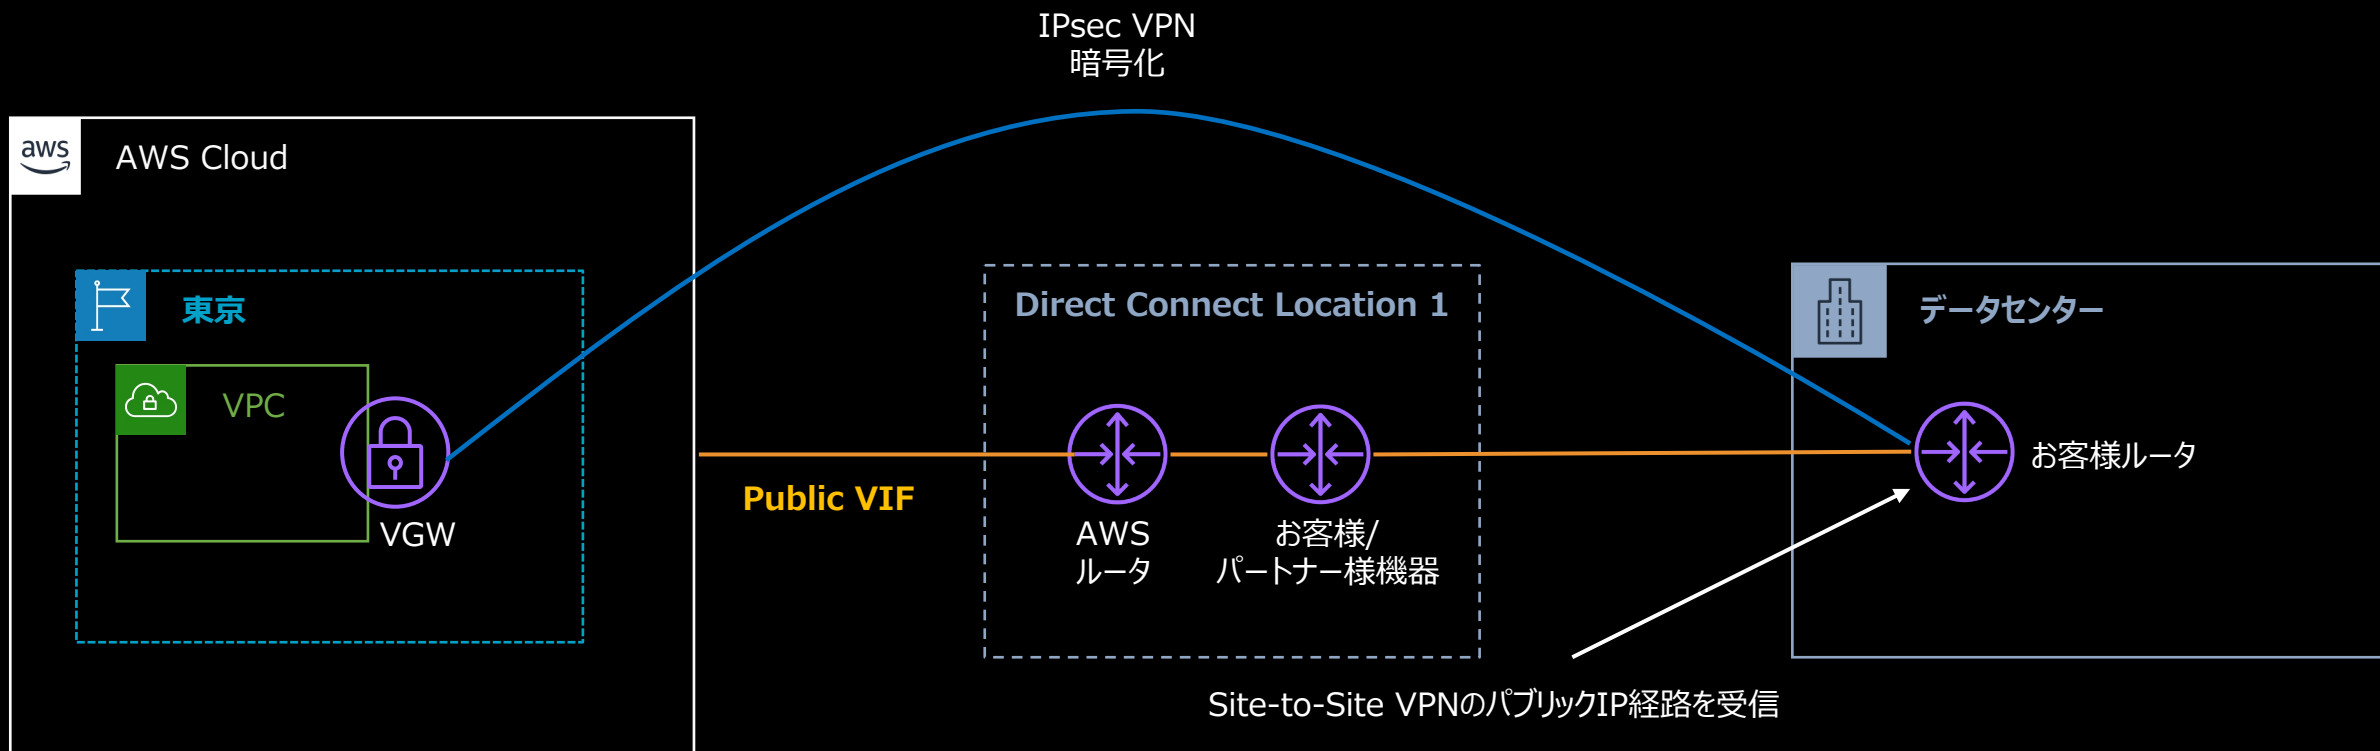 IPsec VPN
暗号化
aws
AWS Cloud
東京
VPC
VGW
Public VIF
Direct Connect Location 1
AWS
ルータ
お客様/
パートナー様機器
データセンター
お客様ルータ
Site-to-Site VPNのパブリックIP経路を受信